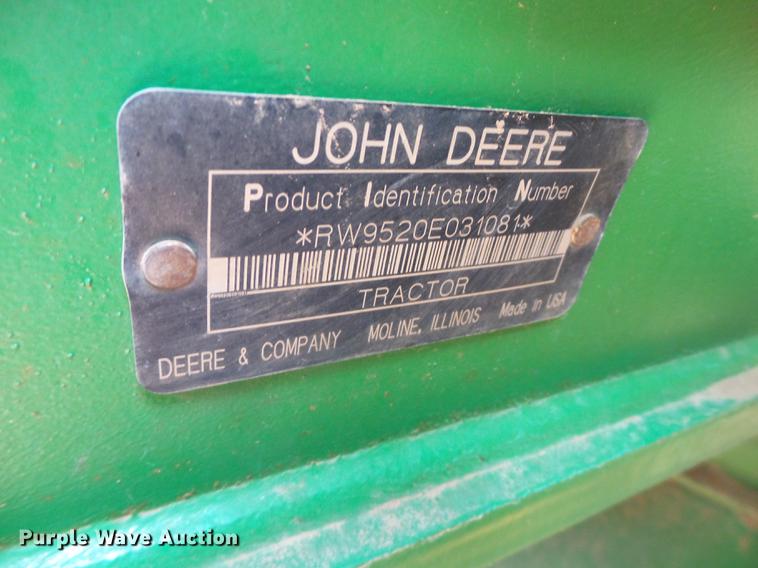 JOHN DEERE
Product Identification Number
*RW9520E031081*
TRACTOR
DEERE & COMPANY MOLINE, ILLINOIS Made in USA
Purple Wave Auction